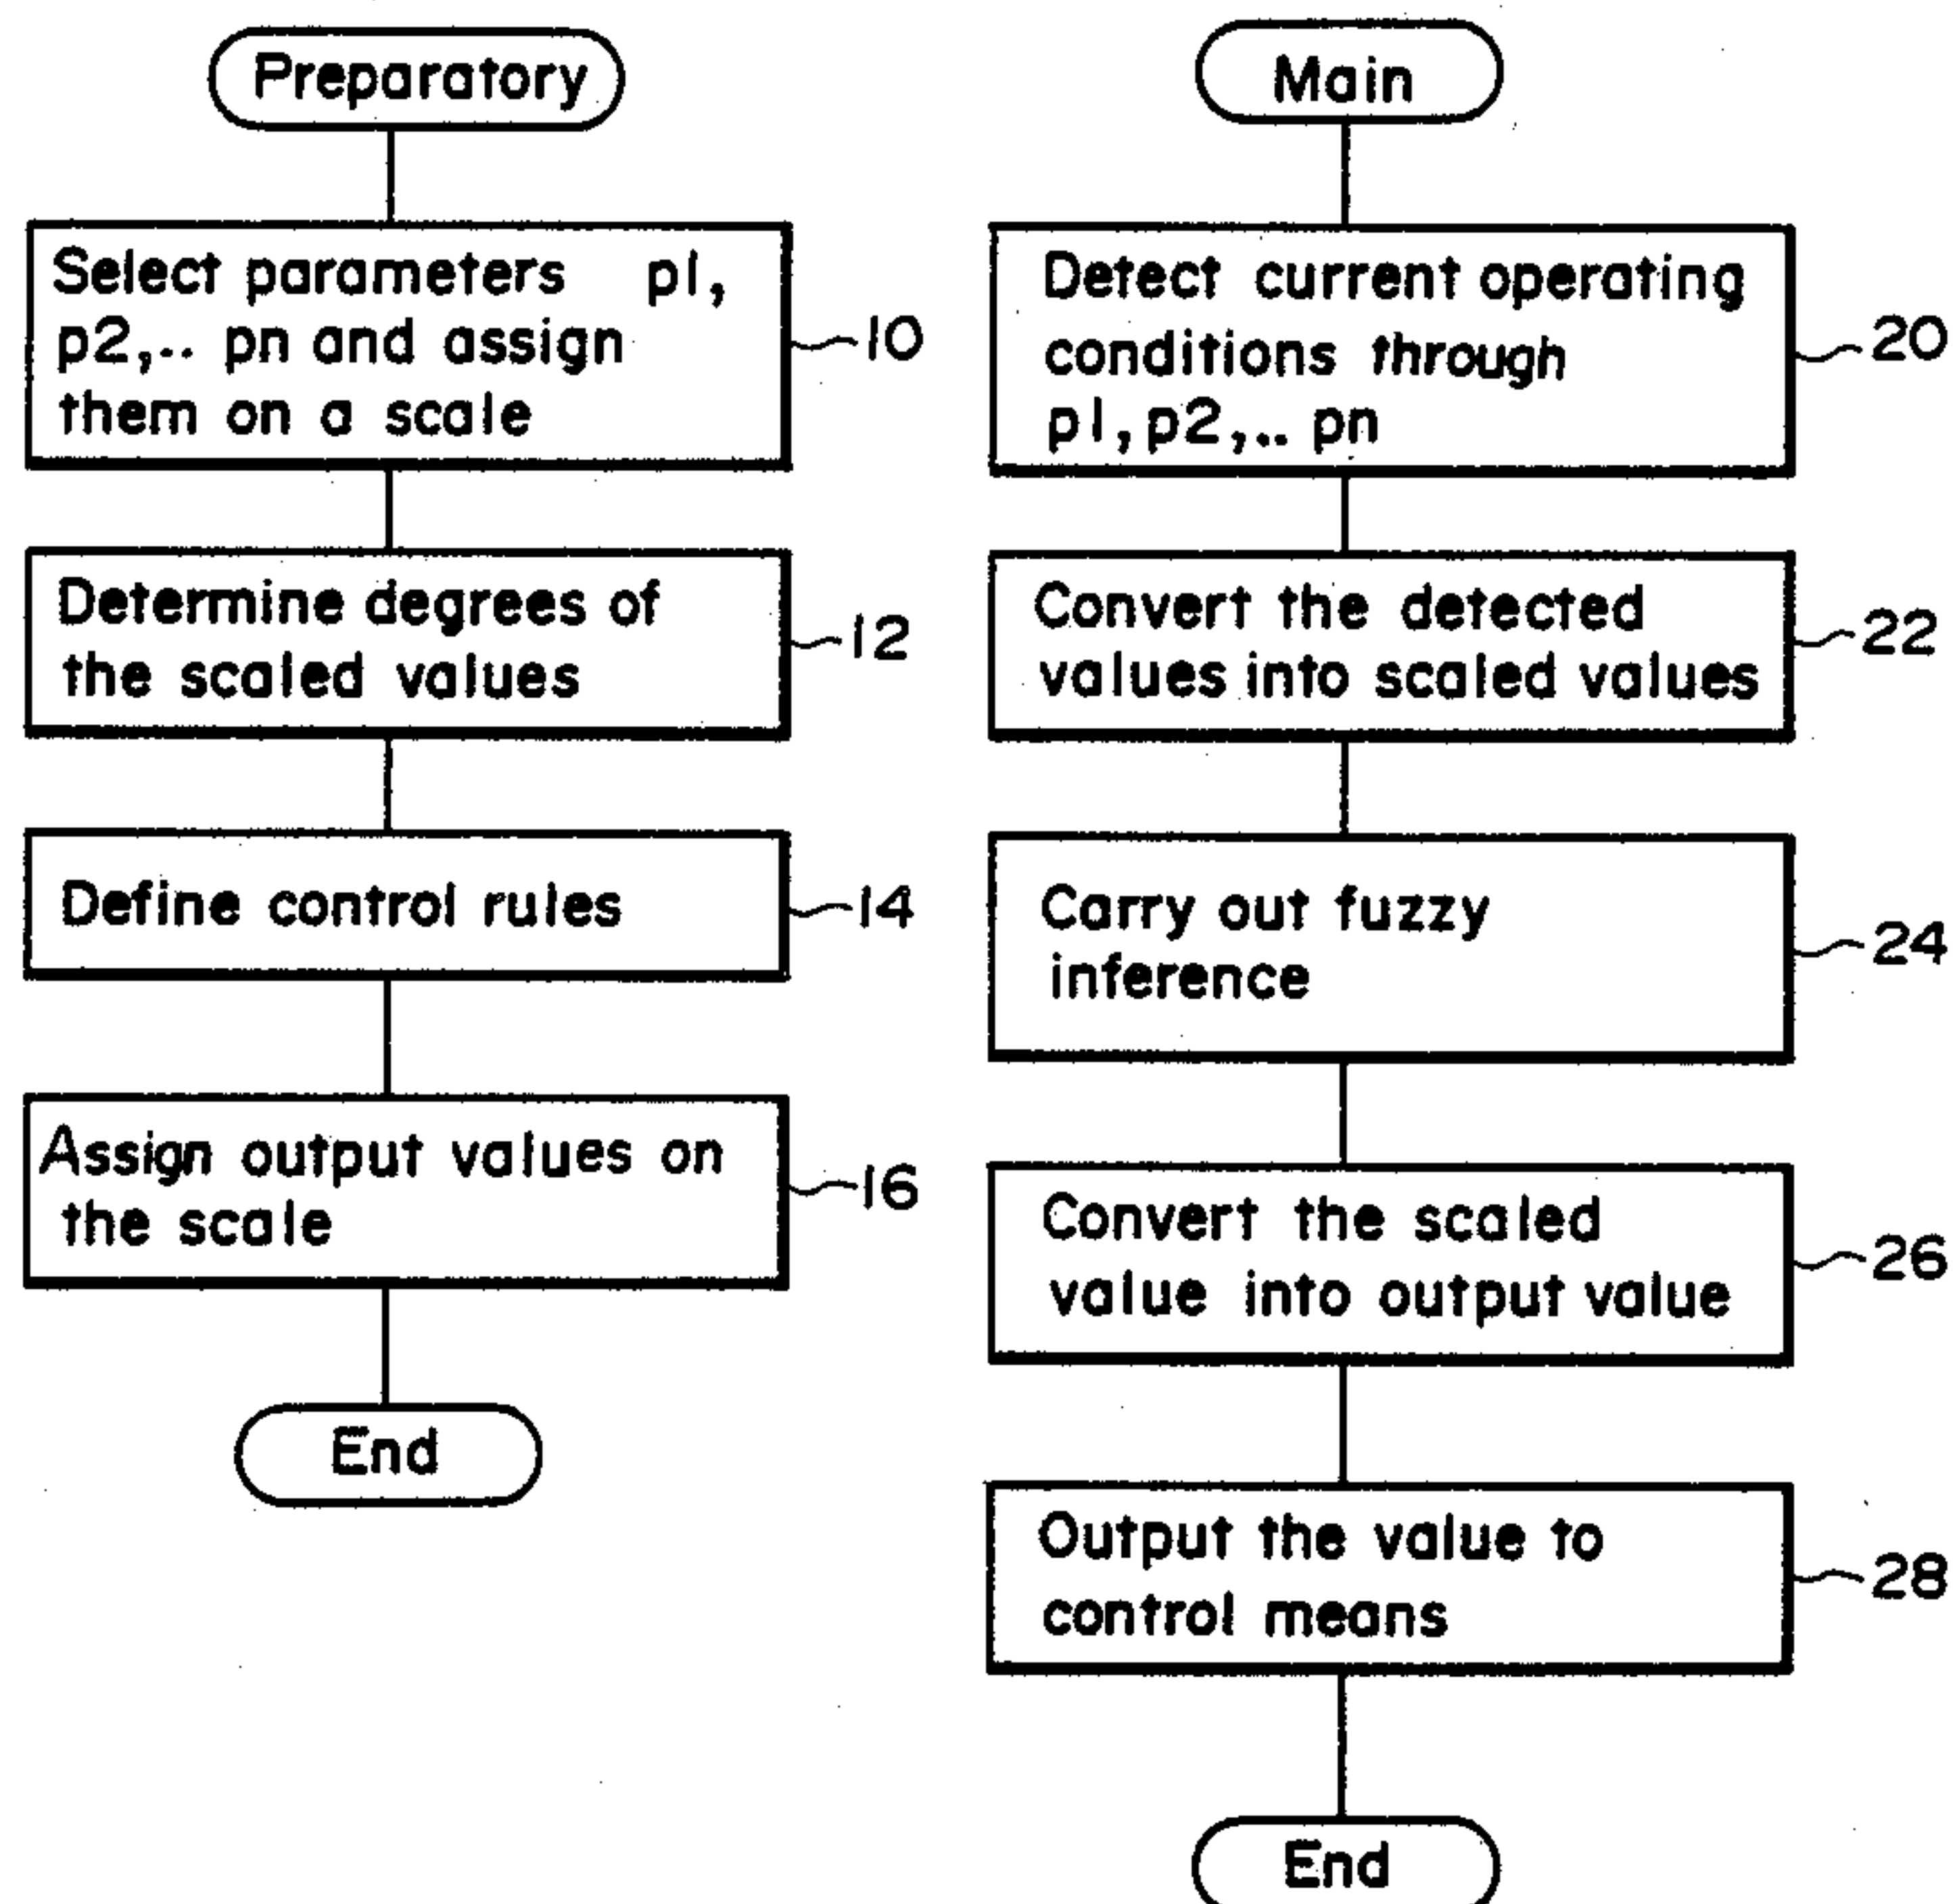 Preparatory
Select parameters p1,
p2,.. pn and assign
them on a scale
10
Determine degrees of
the scaled values
12
Define control rules
14
Assign output values on
the scale
16
End
Main
Detect current operating
conditions through
p1, p2,.. pn
20
Convert the detected
values into scaled values
22
Carry out fuzzy
inference
24
Convert the scaled
value into output value
26
Output the value to
control means
28
End